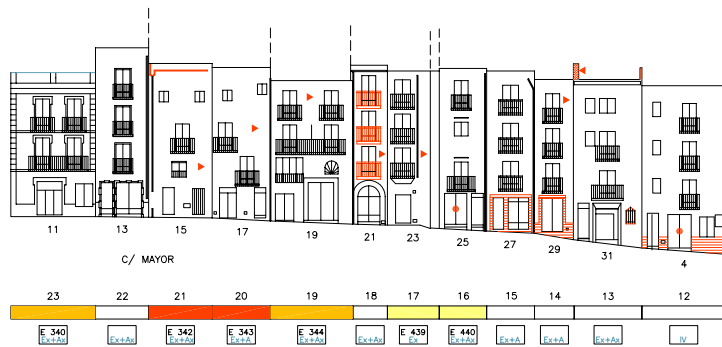 11 13 15 17 19 21 23 25 27 29 31 4
C/ MAYOR
23 22 21 20 19 18 17 16 15 14 13 12
E 340 E 342 E 343 E 344 E 439 E 440
Ex+Ax Ex+Ax Ex+Ax Ex+A Ex+Ax Ex+Ax Ex Ex+Ax Ex+A Ex+A Ex+Ax IV